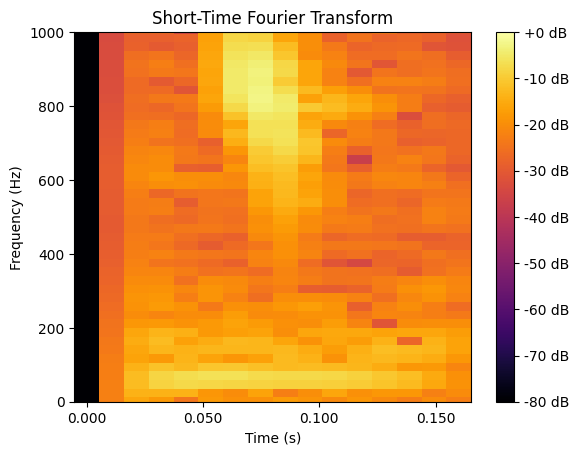 Short-Time Fourier Transform
1000
800
600
400
200
0
Frequency (Hz)
0.000
0.050
0.100
0.150
Time (s)
+0 dB
-10 dB
-20 dB
-30 dB
-40 dB
-50 dB
-60 dB
-70 dB
-80 dB